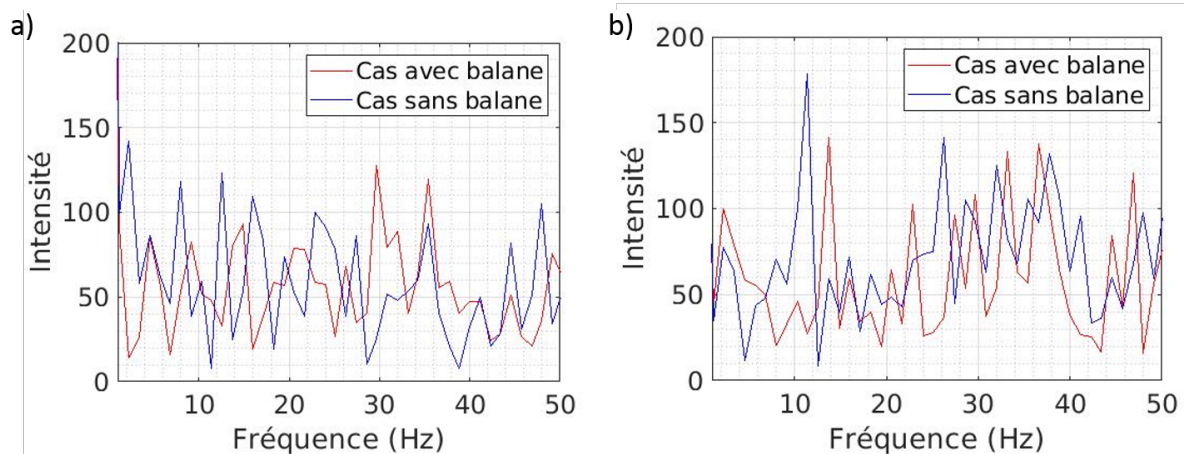 a)
200
150
100
50
0
Intensité
Cas avec balane
Cas sans balane
10 20 30 40 50
Fréquence (Hz)
b)
200
150
100
50
0
Intensité
Cas avec balane
Cas sans balane
10 20 30 40 50
Fréquence (Hz)